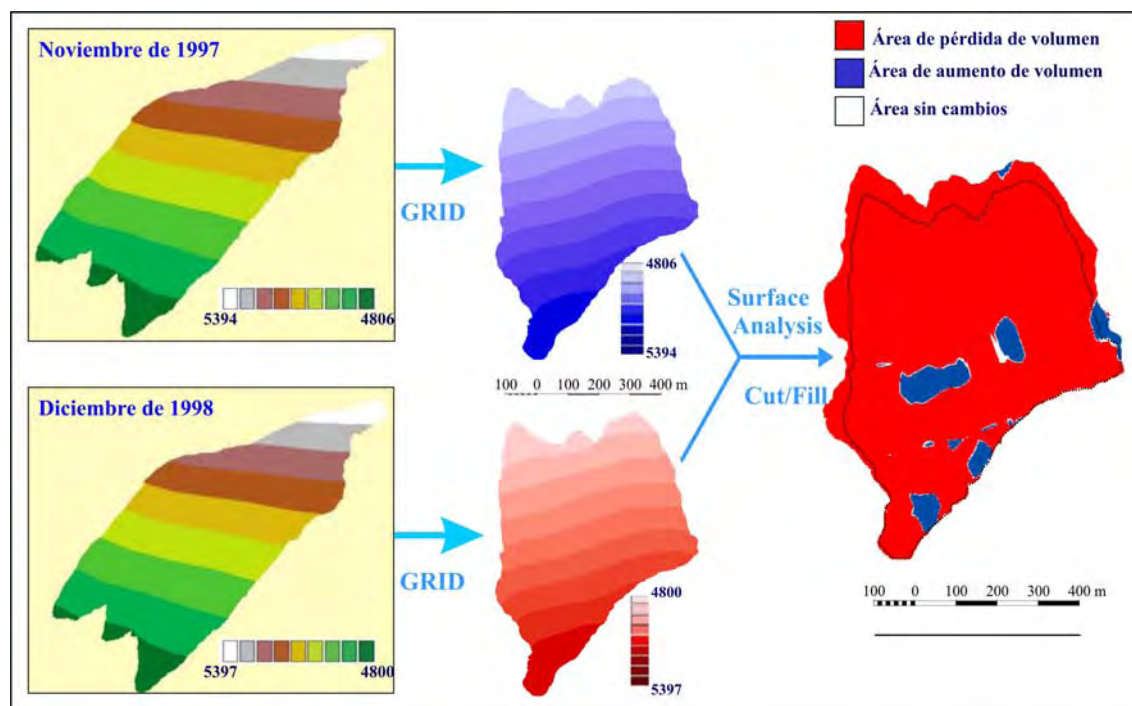 Noviembre de 1997
5394
4806
GRID
4806
5394
100 0 100 200 300 400 m
Diciembre de 1998
5397
4800
GRID
4800
5397
Surface
Analysis
Cut/Fill
Área de pérdida de volumen
Área de aumento de volumen
Área sin cambios
100 0 100 200 300 400 m